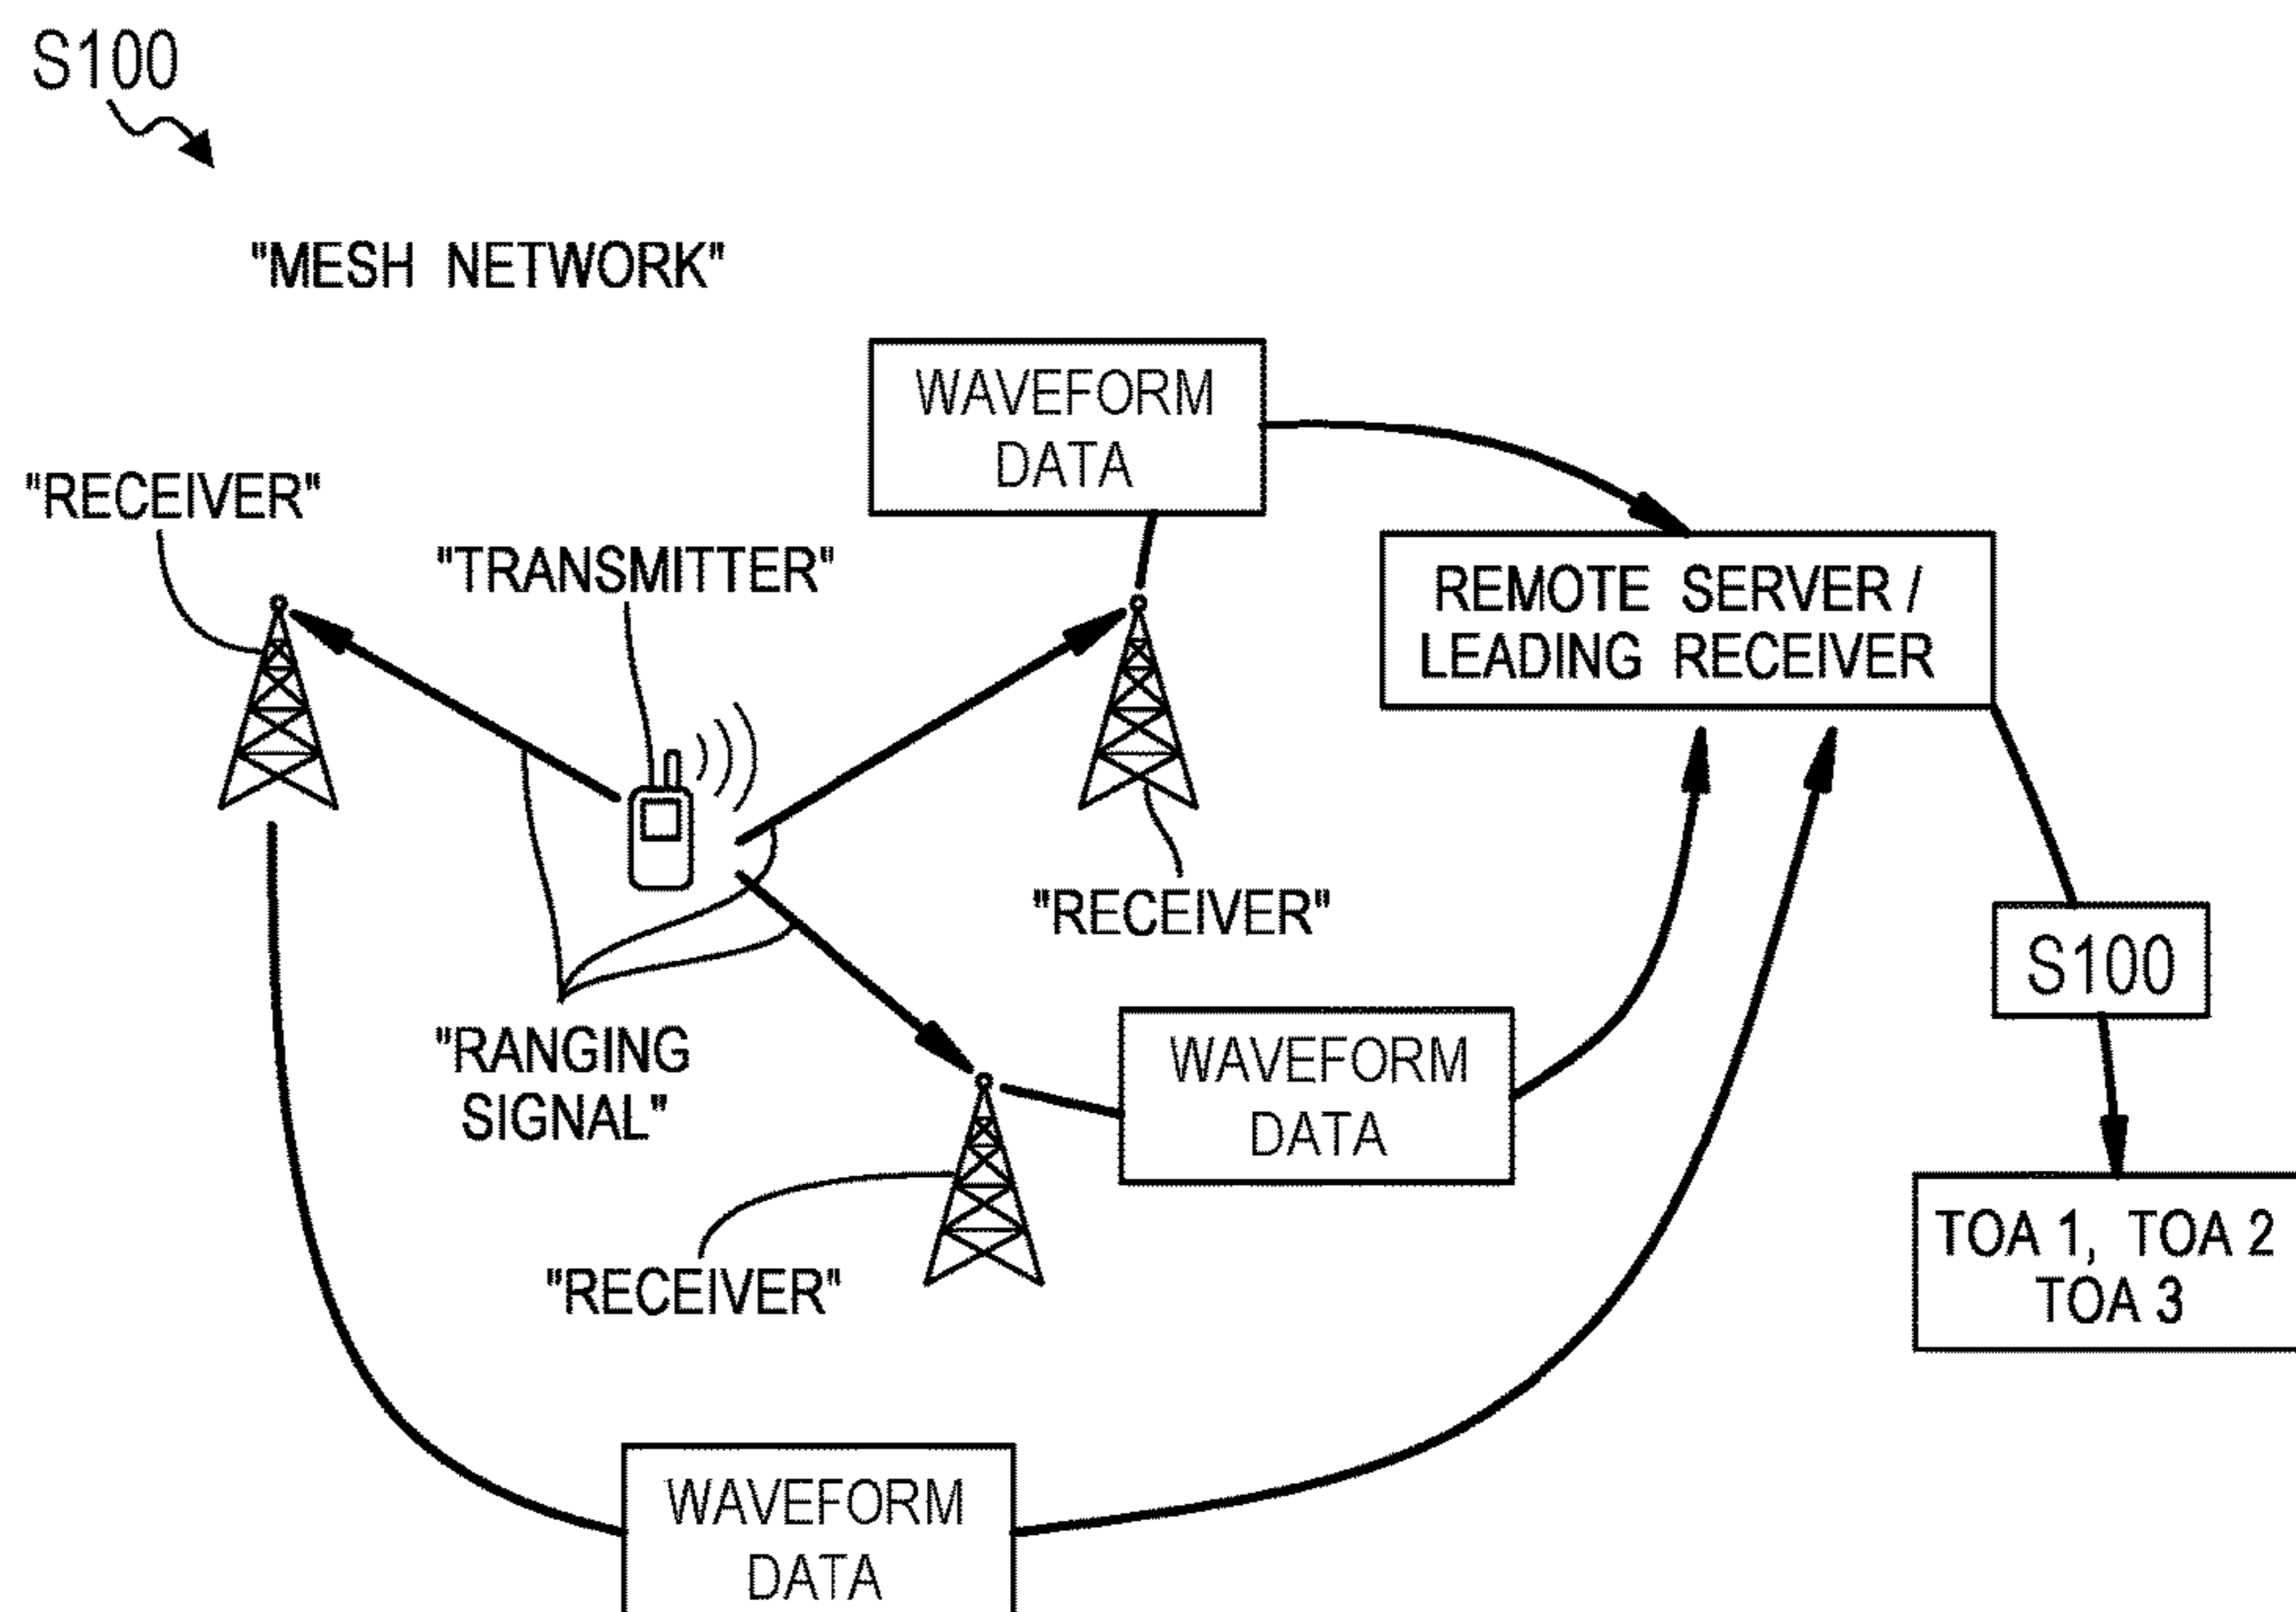 S100
"MESH NETWORK"
WAVEFORM
DATA
"RECEIVER"
"TRANSMITTER"
REMOTE SERVER /
LEADING RECEIVER
"RECEIVER"
S100
"RANGING
SIGNAL"
WAVEFORM
DATA
TOA 1, TOA 2
TOA 3
"RECEIVER"
WAVEFORM
DATA